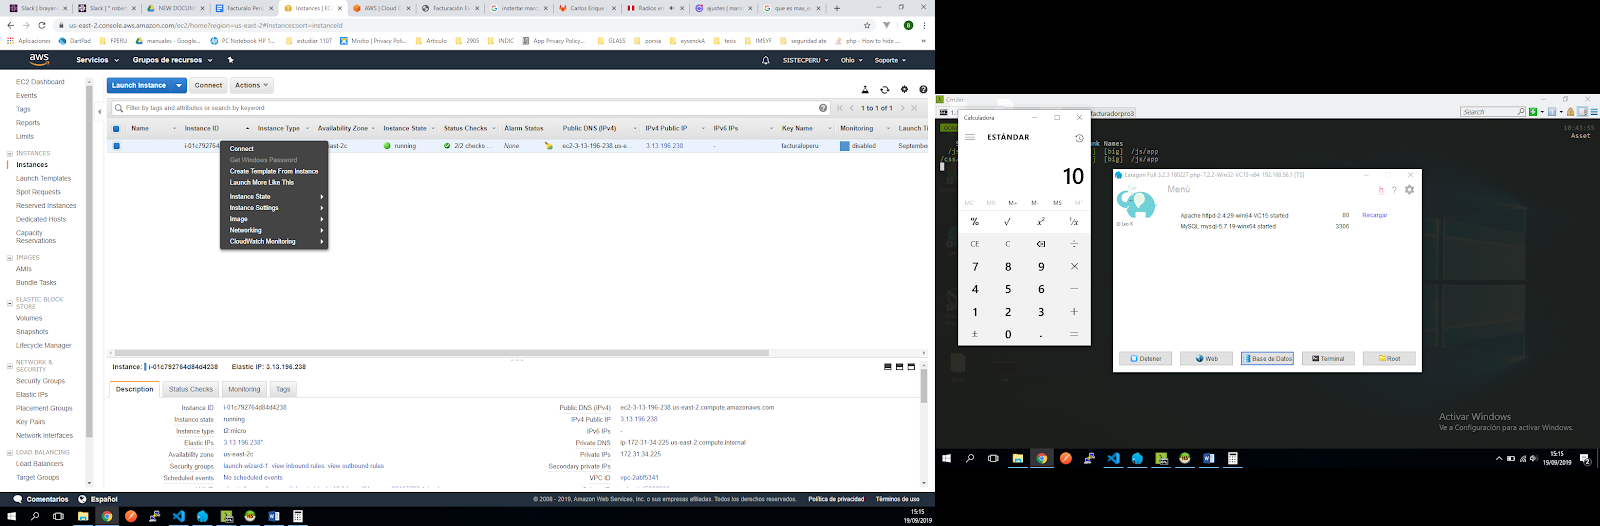 Slack | brayan
Slack | * rober
NEW DOCUM
Facturalo Per
Instances | EC
AWS | Cloud C
Facturación El
instertar marc
Carlos Enrique
Radios en
ajustes | mari
que es max_e
us-east-2.console.aws.amazon.com/ec2/home?region=us-east-2#Instances:sort=instanceId
Aplicaciones
DartPad
FPERU
manuales - Google...
PC Notebook HP 1...
estudiar 1107
Misitio | Privacy Poli...
Articulo
2905
INDIC
App Privacy Policy...
GLASS
porsia
eysenckA
tesis
IMSYF
seguridad ate
php - How to hide ...
aws
Servicios
Grupos de recursos
SISTECPERU
Ohio
Soporte
EC2 Dashboard
Events
Tags
Reports
Limits
INSTANCES
Instances
Launch Templates
Spot Requests
Reserved Instances
Dedicated Hosts
Capacity
Reservations
IMAGES
AMIs
Bundle Tasks
ELASTIC BLOCK
STORE
Volumes
Snapshots
Lifecycle Manager
NETWORK &
SECURITY
Security Groups
Elastic IPs
Placement Groups
Key Pairs
Network Interfaces
LOAD BALANCING
Load Balancers
Target Groups
Launch Instance
Connect
Actions
Filter by tags and attributes or search by keyword
1 to 1 of 1
Name Instance ID Instance Type Availability Zone Instance State Status Checks Alarm Status Public DNS (IPv4) IPv4 Public IP IPv6 IPs Key Name Monitoring Launch Ti
i-01c792764 ast-2c running 2/2 checks ... None ec2-3-13-196-238.us-e... 3.13.196.238 - facturaloperu disabled September
Connect
Get Windows Password
Create Template From Instance
Launch More Like This
Instance State
Instance Settings
Image
Networking
CloudWatch Monitoring
Instance: i-01c792764d84d4238 Elastic IP: 3.13.196.238
Description
Status Checks
Monitoring
Tags
Instance ID i-01c792764d84d4238
Instance state running
Instance type t2.micro
Elastic IPs 3.13.196.238*
Availability zone us-east-2c
Security groups launch-wizard-1. view inbound rules. view outbound rules
Scheduled events No scheduled events
Public DNS (IPv4) ec2-3-13-196-238.us-east-2.compute.amazonaws.com
IPv4 Public IP 3.13.196.238
IPv6 IPs -
Private DNS ip-172-31-34-225.us-east-2.compute.internal
Private IPs 172.31.34.225
Secondary private IPs
VPC ID vpc-2abf5341
Comentarios
Español
© 2008 - 2019, Amazon Web Services, Inc. o sus empresas afiliadas. Todos los derechos reservados.
Política de privacidad
Términos de uso
15:15
19/09/2019
Cmder
facturadorpro3
Search
10:43:55
Asset
nk Names
/js [big] /js/app
/css/ [big] /js/app
Calculadora
ESTÁNDAR
10
MC MR M+ M- MS M˅
% √ x² ¹/x
CE C ÷
7 8 9 ×
4 5 6 −
1 2 3 +
± 0 . =
Laragon Full 3.2.3 180227 php-7.2.2-Win32-VC15-x64 192.168.56.1 [TS]
Menú
h ?
Apache httpd-2.4.29-win64-VC15 started 80 Recargar
MySQL mysql-5.7.19-winx64 started 3306
© Leo K
Detener
Web
Base de Datos
Terminal
Root
Activar Windows
Ve a Configuración para activar Windows.
15:15
19/09/2019